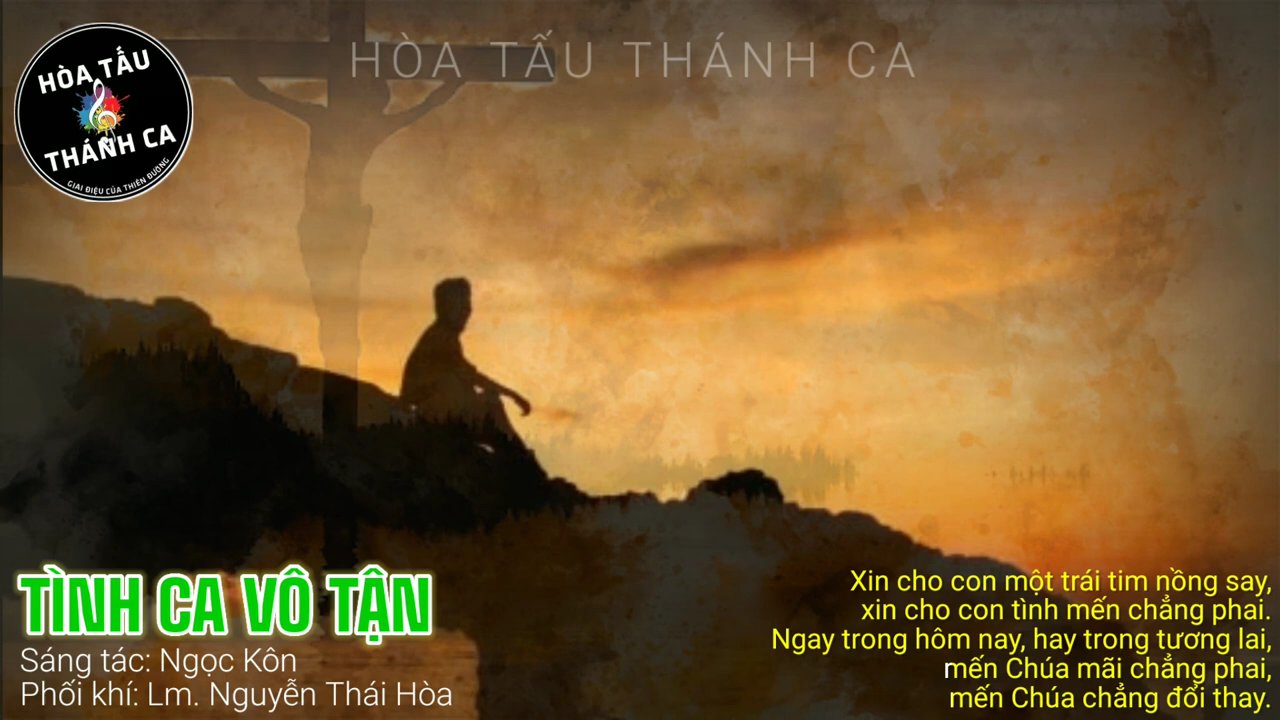 HÒA TẤU
THÁNH CA
GIAI ĐIỆU CỦA THIÊN ĐƯỜNG
HÒA TẤU THÁNH CA
TÌNH CA VÔ TẬN
Sáng tác: Ngọc Kôn
Phối khí: Lm. Nguyễn Thái Hòa
Xin cho con một trái tim nồng say,
xin cho con tình mến chẳng phai.
Ngay trong hôm nay, hay trong tương lai,
mến Chúa mãi chẳng phai,
mến Chúa chẳng đổi thay.